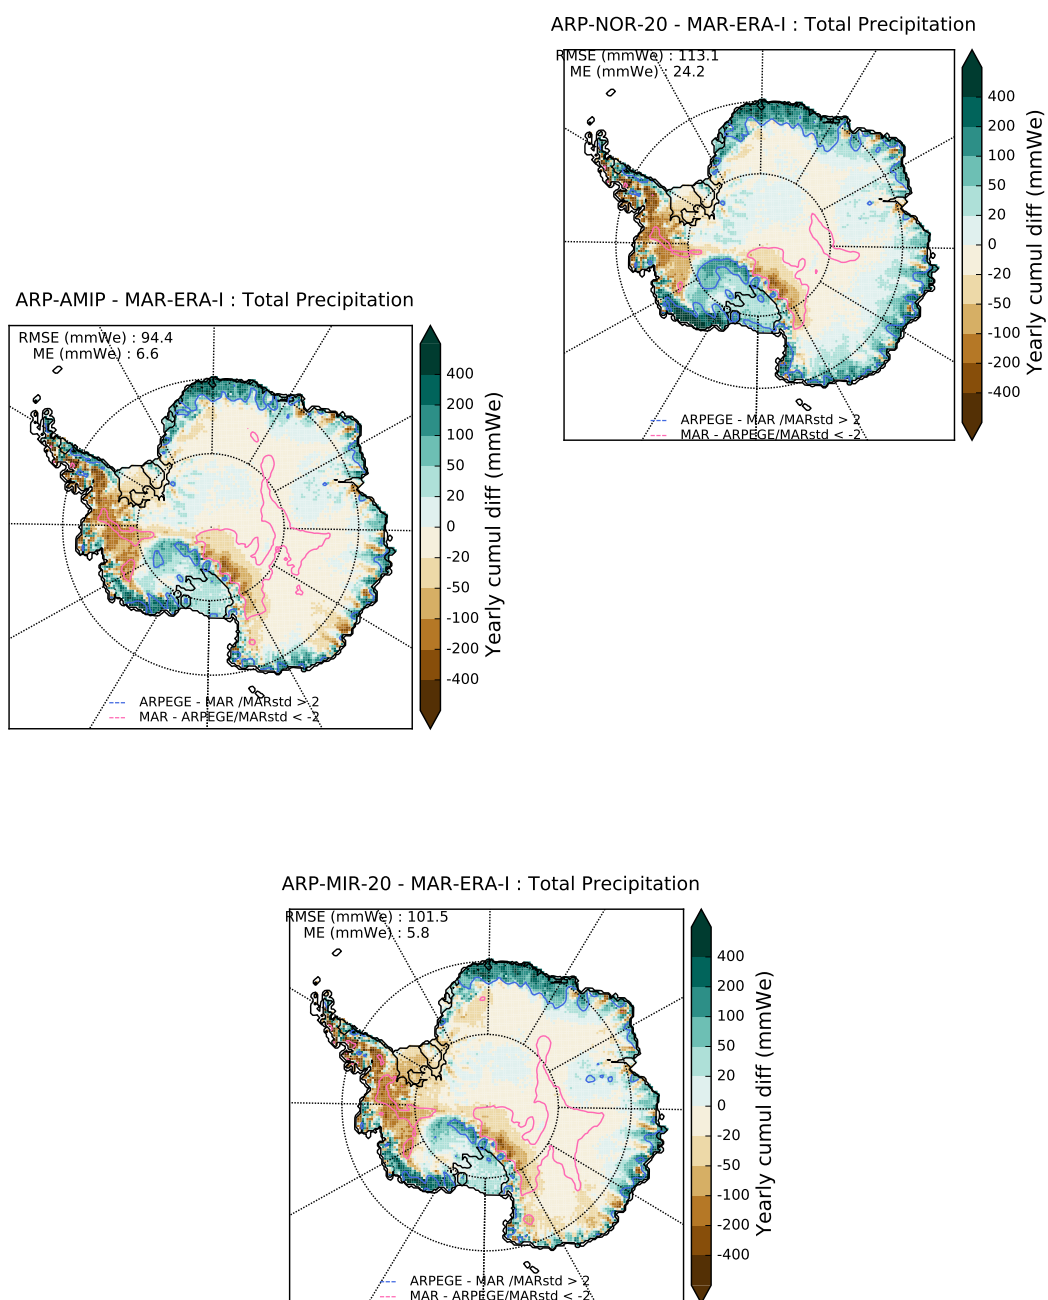 ARP-NOR-20 - MAR-ERA-I : Total Precipitation
RMSE (mmWe) : 113.1
ME (mmWe) : 24.2
400
200
100
50
20
0
-20
-50
-100
-200
-400
Yearly cumul diff (mmWe)
ARPEGE - MAR /MARstd > 2
MAR - ARPEGE/MARstd < -2
ARP-AMIP - MAR-ERA-I : Total Precipitation
RMSE (mmWe) : 94.4
ME (mmWe) : 6.6
400
200
100
50
20
0
-20
-50
-100
-200
-400
Yearly cumul diff (mmWe)
ARPEGE - MAR /MARstd > 2
MAR - ARPEGE/MARstd < -2
ARP-MIR-20 - MAR-ERA-I : Total Precipitation
RMSE (mmWe) : 101.5
ME (mmWe) : 5.8
400
200
100
50
20
0
-20
-50
-100
-200
-400
Yearly cumul diff (mmWe)
ARPEGE - MAR /MARstd > 2
MAR - ARPEGE/MARstd < -2